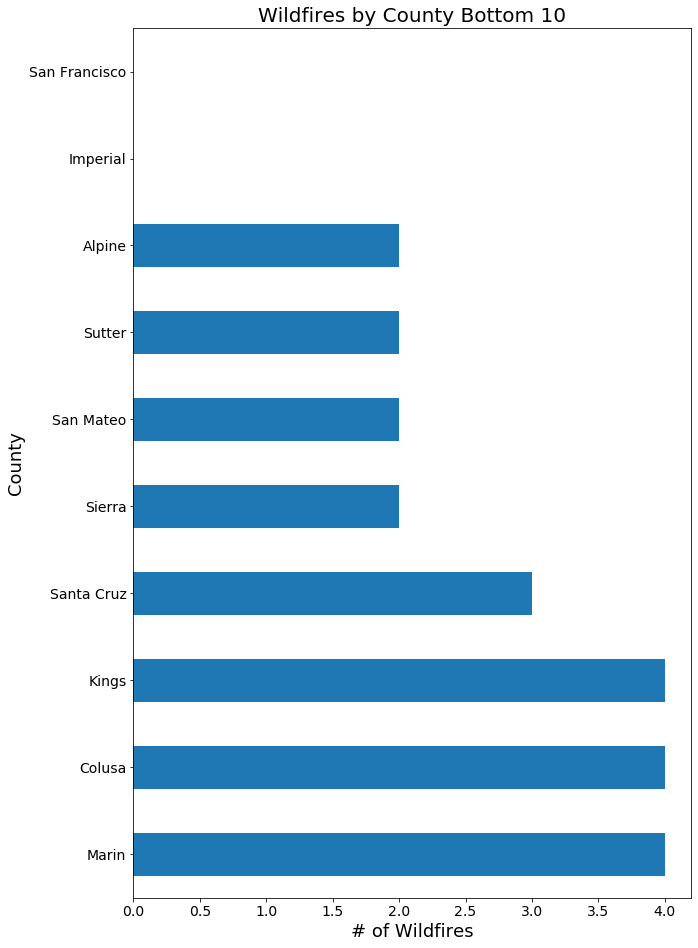 Wildfires by County Bottom 10
San Francisco
Imperial
Alpine
Sutter
San Mateo
Sierra
Santa Cruz
Kings
Colusa
Marin
County
0.0 0.5 1.0 1.5 2.0 2.5 3.0 3.5 4.0
# of Wildfires